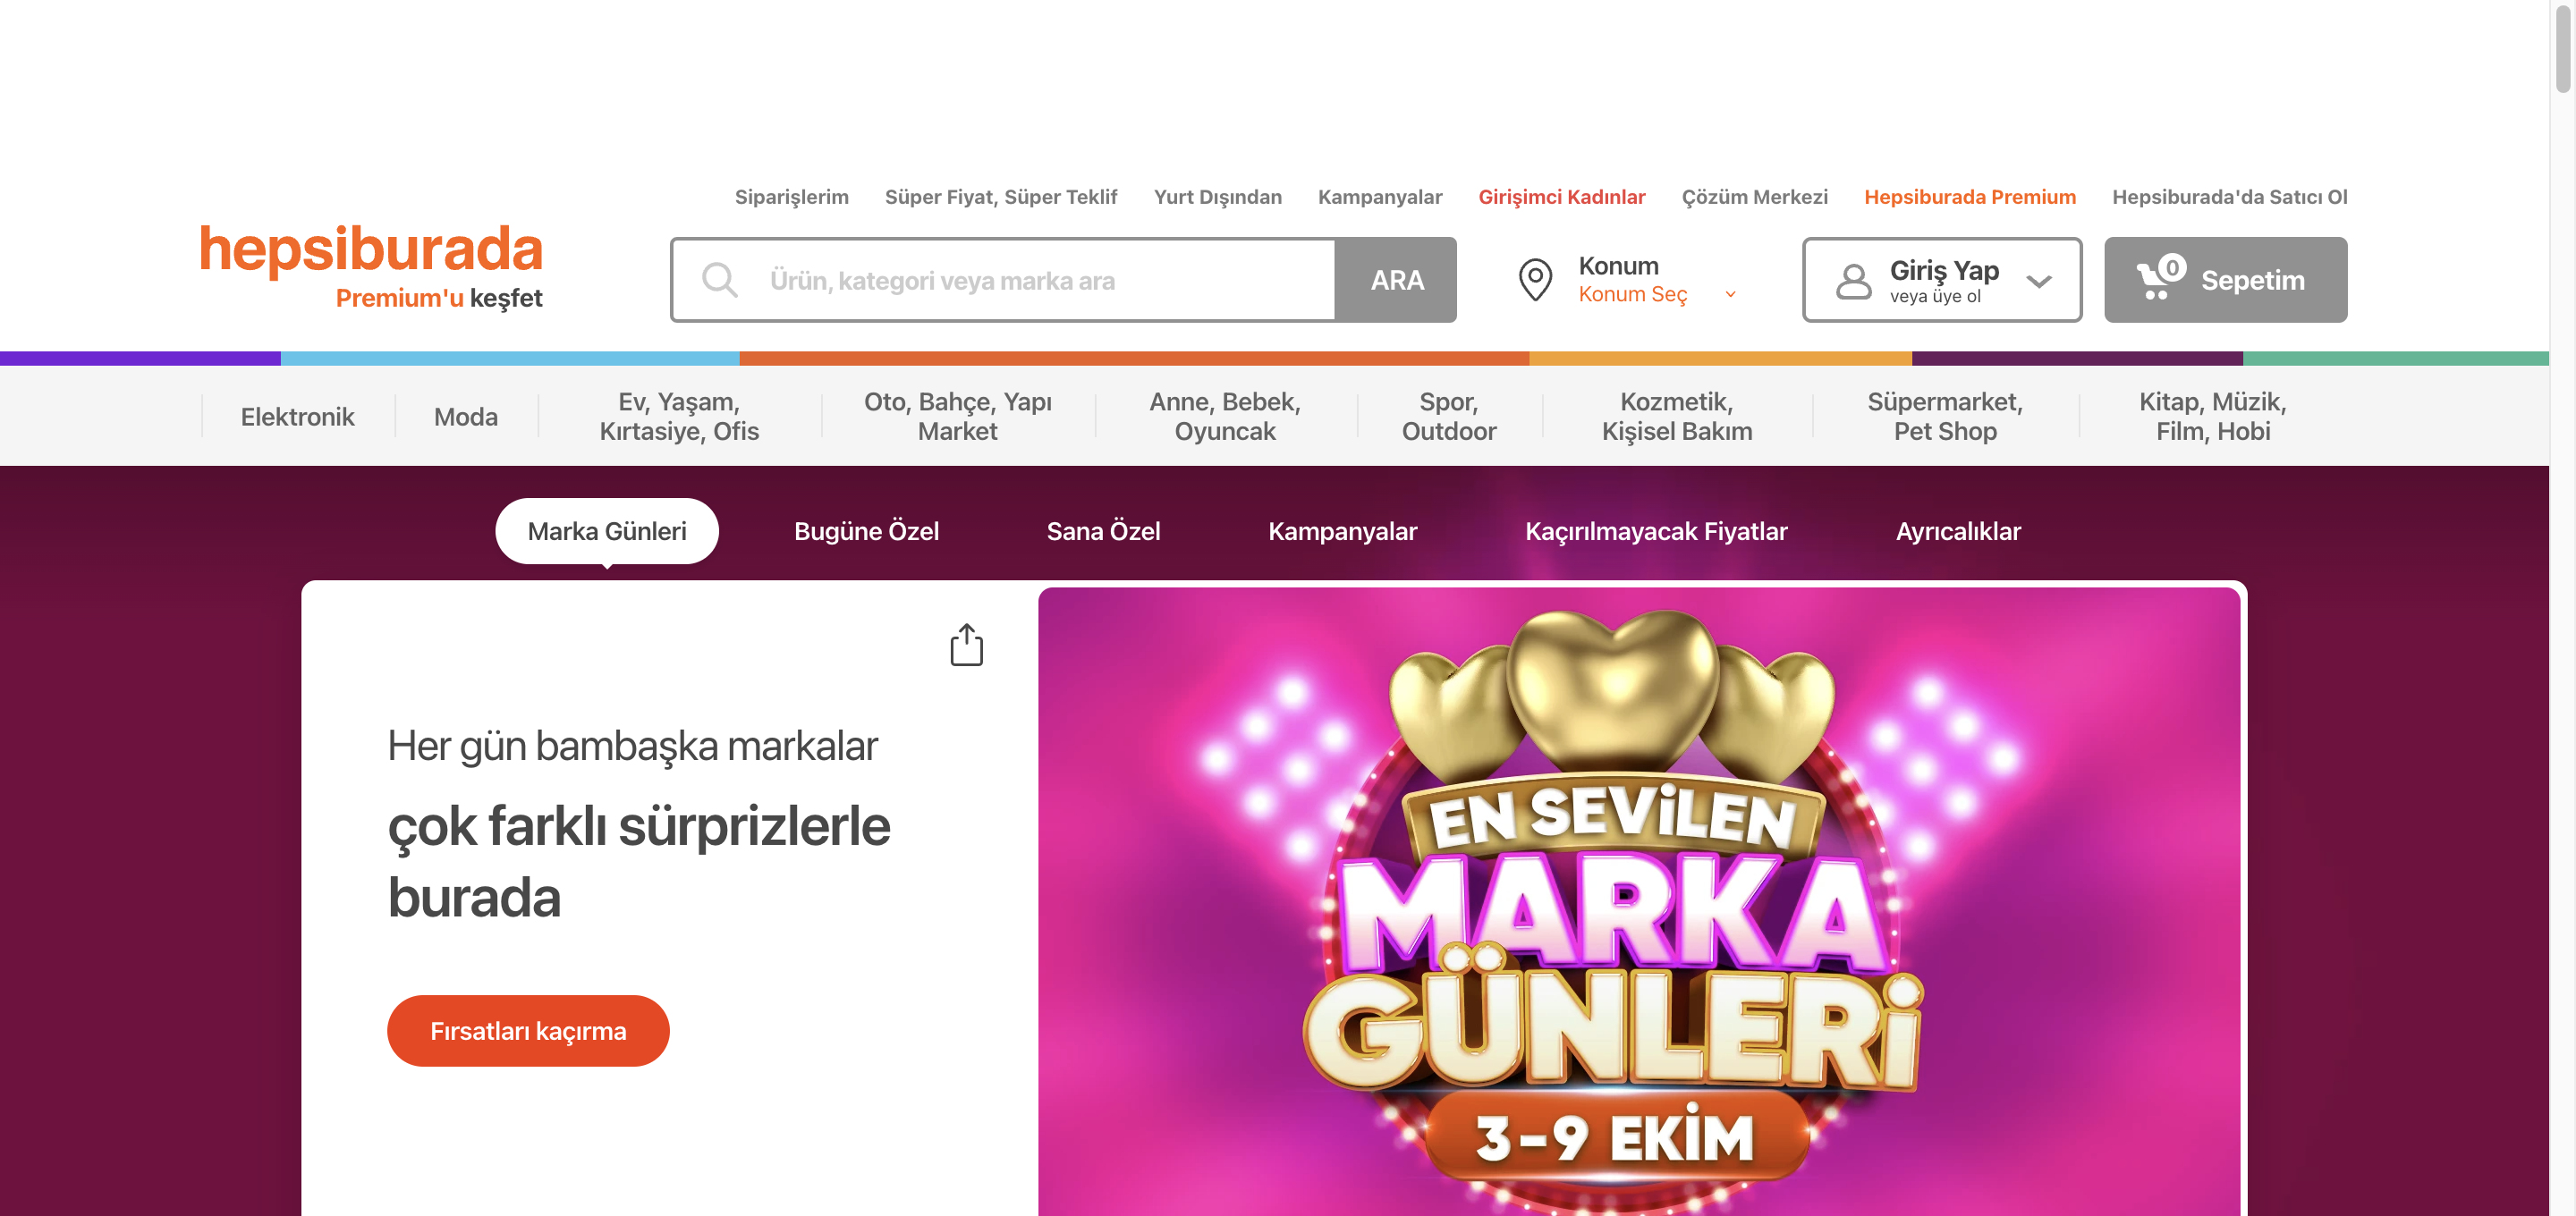 Siparişlerim Süper Fiyat, Süper Teklif Yurt Dışından Kampanyalar Girişimci Kadınlar Çözüm Merkezi Hepsiburada Premium Hepsiburada'da Satıcı Ol
hepsiburada
Premium'u keşfet
Ürün, kategori veya marka ara
ARA
Konum
Konum Seç
Giriş Yap
veya üye ol
0
Sepetim
Elektronik
Moda
Ev, Yaşam,
Kırtasiye, Ofis
Oto, Bahçe, Yapı
Market
Anne, Bebek,
Oyuncak
Spor,
Outdoor
Kozmetik,
Kişisel Bakım
Süpermarket,
Pet Shop
Kitap, Müzik,
Film, Hobi
Marka Günleri Bugüne Özel Sana Özel Kampanyalar Kaçırılmayacak Fiyatlar Ayrıcalıklar
Her gün bambaşka markalar
çok farklı sürprizlerle
burada
Fırsatları kaçırma
EN SEVİLEN
MARKA
GÜNLERİ
3-9 EKİM